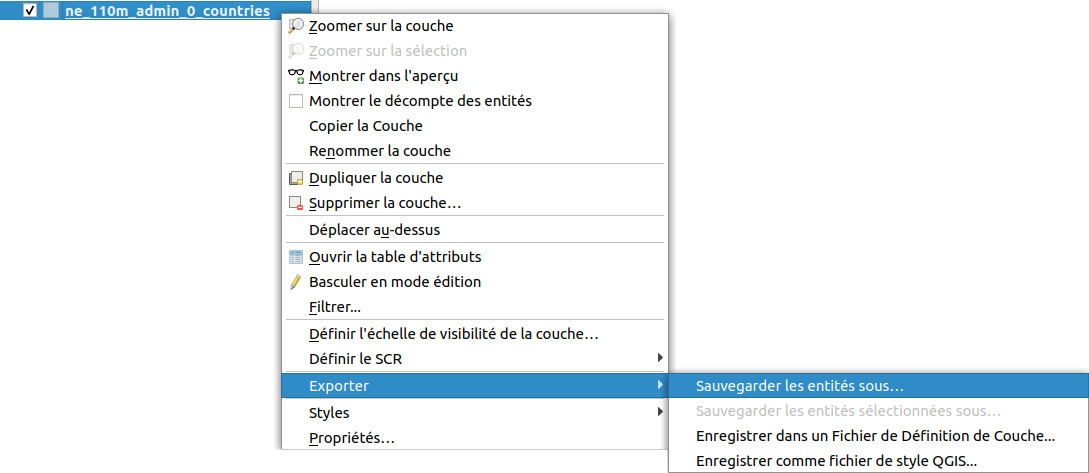 ne_110m_admin_0_countries
Zoomer sur la couche
Zoomer sur la sélection
Montrer dans l'aperçu
Montrer le décompte des entités
Copier la Couche
Renommer la couche
Dupliquer la couche
Supprimer la couche…
Déplacer au-dessus
Ouvrir la table d'attributs
Basculer en mode édition
Filtrer...
Définir l'échelle de visibilité de la couche…
Définir le SCR
Exporter
Styles
Propriétés…
Sauvegarder les entités sous…
Sauvegarder les entités sélectionnées sous…
Enregistrer dans un Fichier de Définition de Couche...
Enregistrer comme fichier de style QGIS...